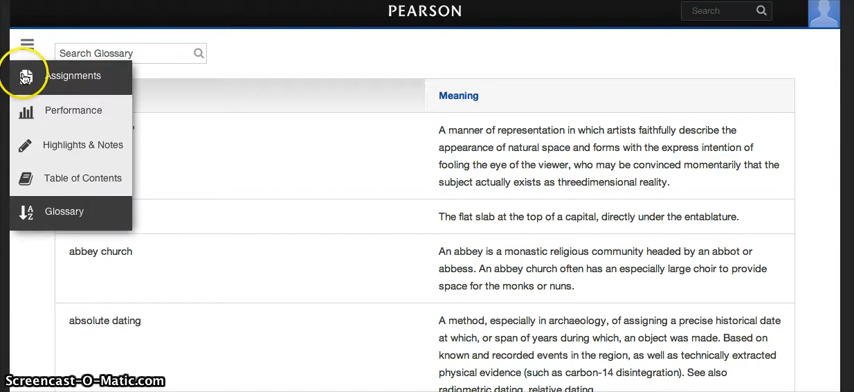 PEARSON
Search
Search Glossary
Assignments
Performance
Highlights & Notes
Table of Contents
Glossary
Meaning
A manner of representation in which artists faithfully describe the
appearance of natural space and forms with the express intention of
fooling the eye of the viewer, who may be convinced momentarily that the
subject actually exists as threedimensional reality.
The flat slab at the top of a capital, directly under the entablature.
abbey church
An abbey is a monastic religious community headed by an abbot or
abbess. An abbey church often has an especially large choir to provide
space for the monks or nuns.
absolute dating
A method, especially in archaeology, of assigning a precise historical date
at which, or span of years during which, an object was made. Based on
known and recorded events in the region, as well as technically extracted
physical evidence (such as carbon-14 disintegration). See also
radiometric dating, relative dating.
Screencast-O-Matic.com